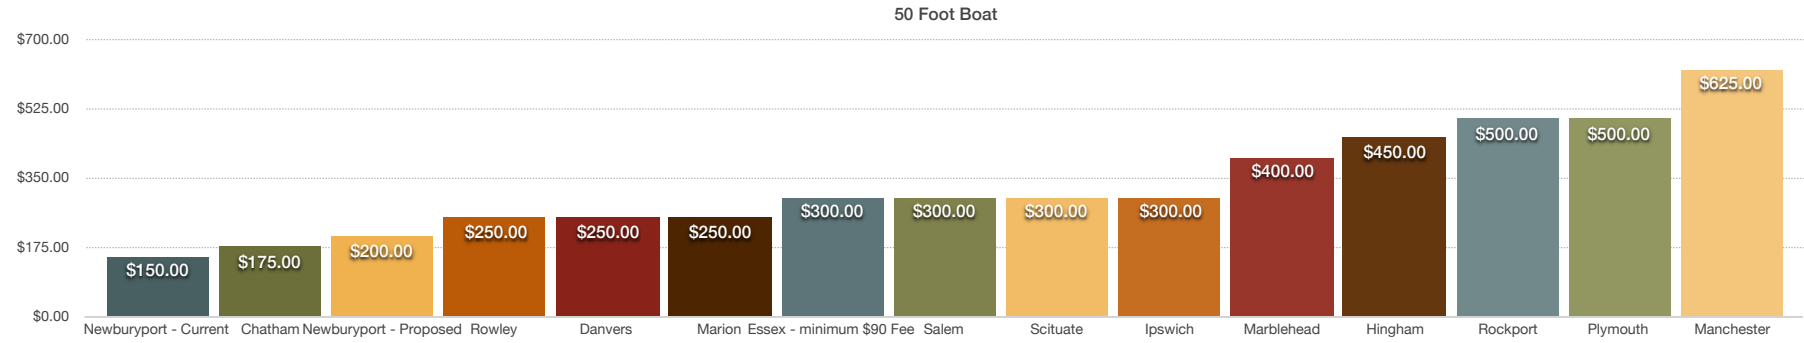 50 Foot Boat
$700.00
$525.00
$350.00
$175.00
$0.00
$150.00
$175.00
$200.00
$250.00
$250.00
$250.00
$300.00
$300.00
$300.00
$300.00
$400.00
$450.00
$500.00
$500.00
$625.00
Newburyport - Current
Chatham
Newburyport - Proposed
Rowley
Danvers
Marion
Essex - minimum $90 Fee
Salem
Scituate
Ipswich
Marblehead
Hingham
Rockport
Plymouth
Manchester